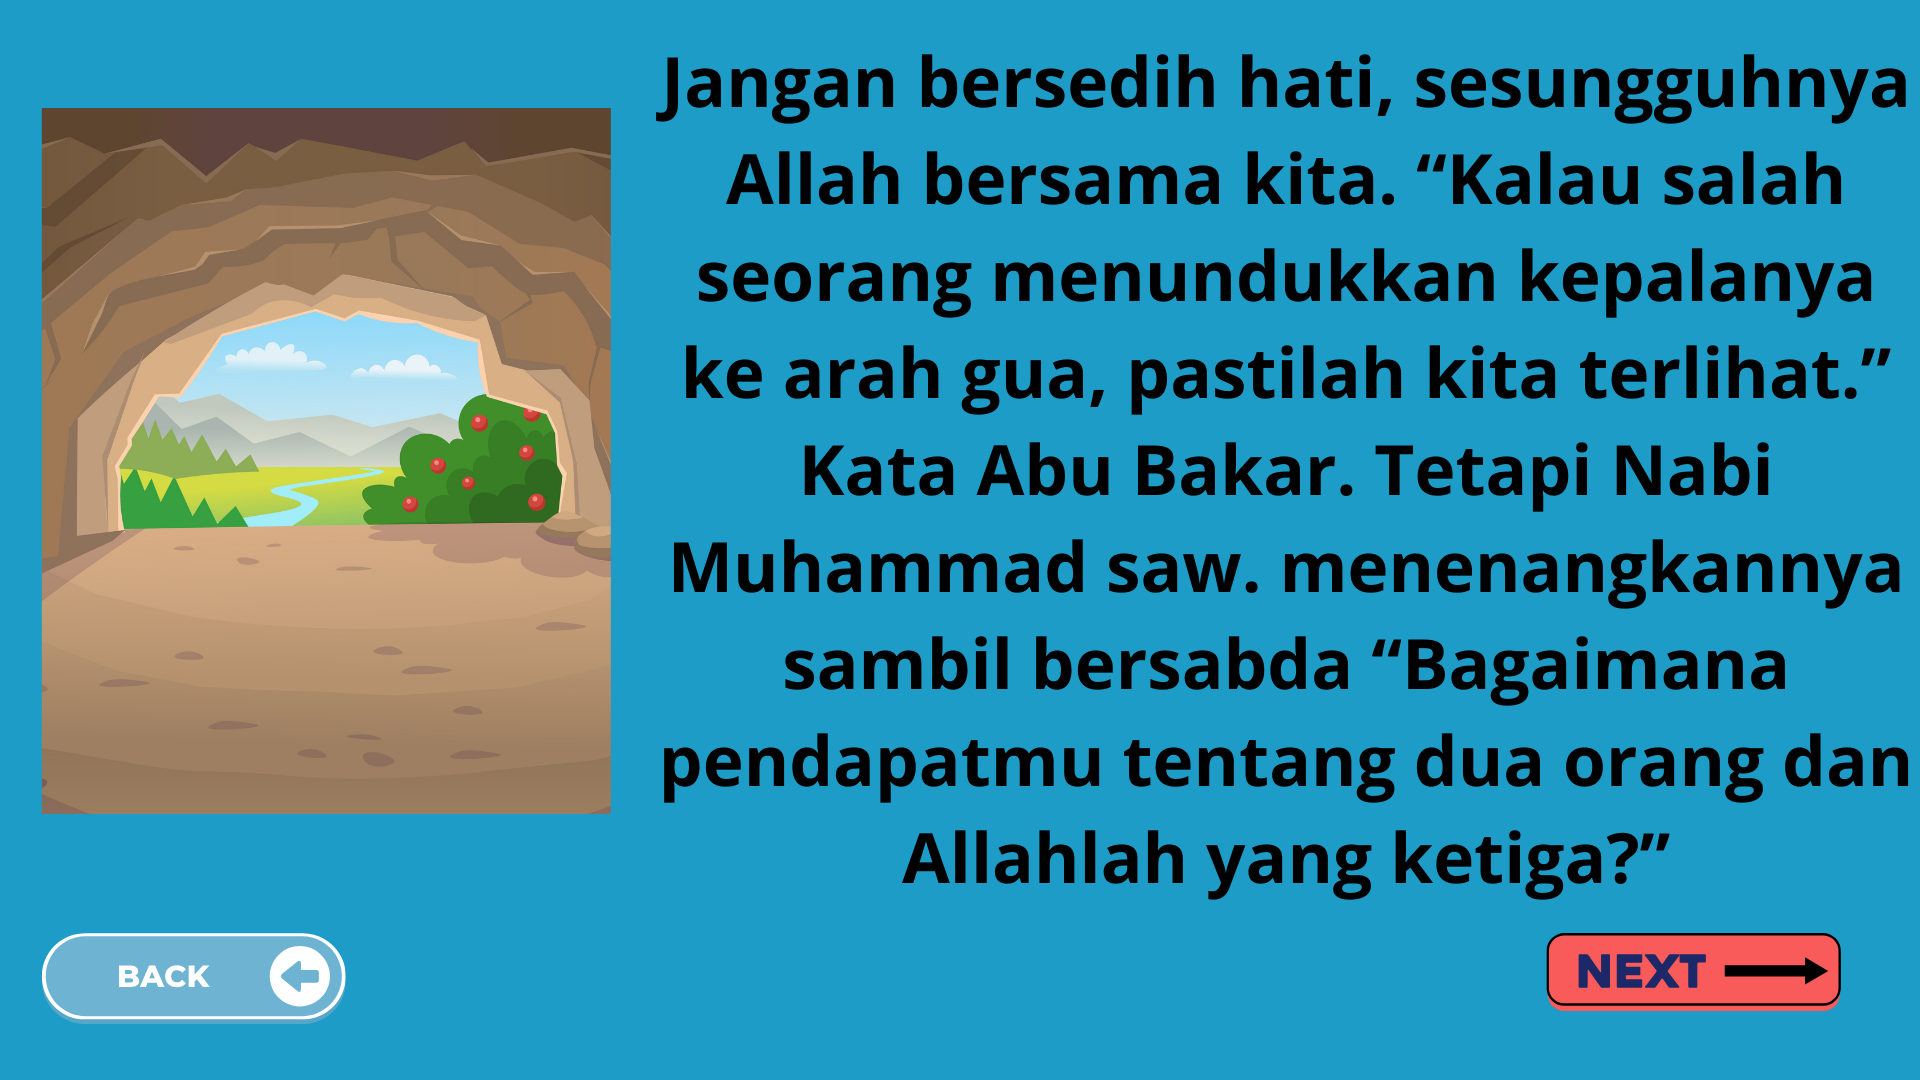 Jangan bersedih hati, sesungguhnya
Allah bersama kita. “Kalau salah
seorang menundukkan kepalanya
ke arah gua, pastilah kita terlihat.”
Kata Abu Bakar. Tetapi Nabi
Muhammad saw. menenangkannya
sambil bersabda “Bagaimana
pendapatmu tentang dua orang dan
Allahlah yang ketiga?”
BACK
NEXT